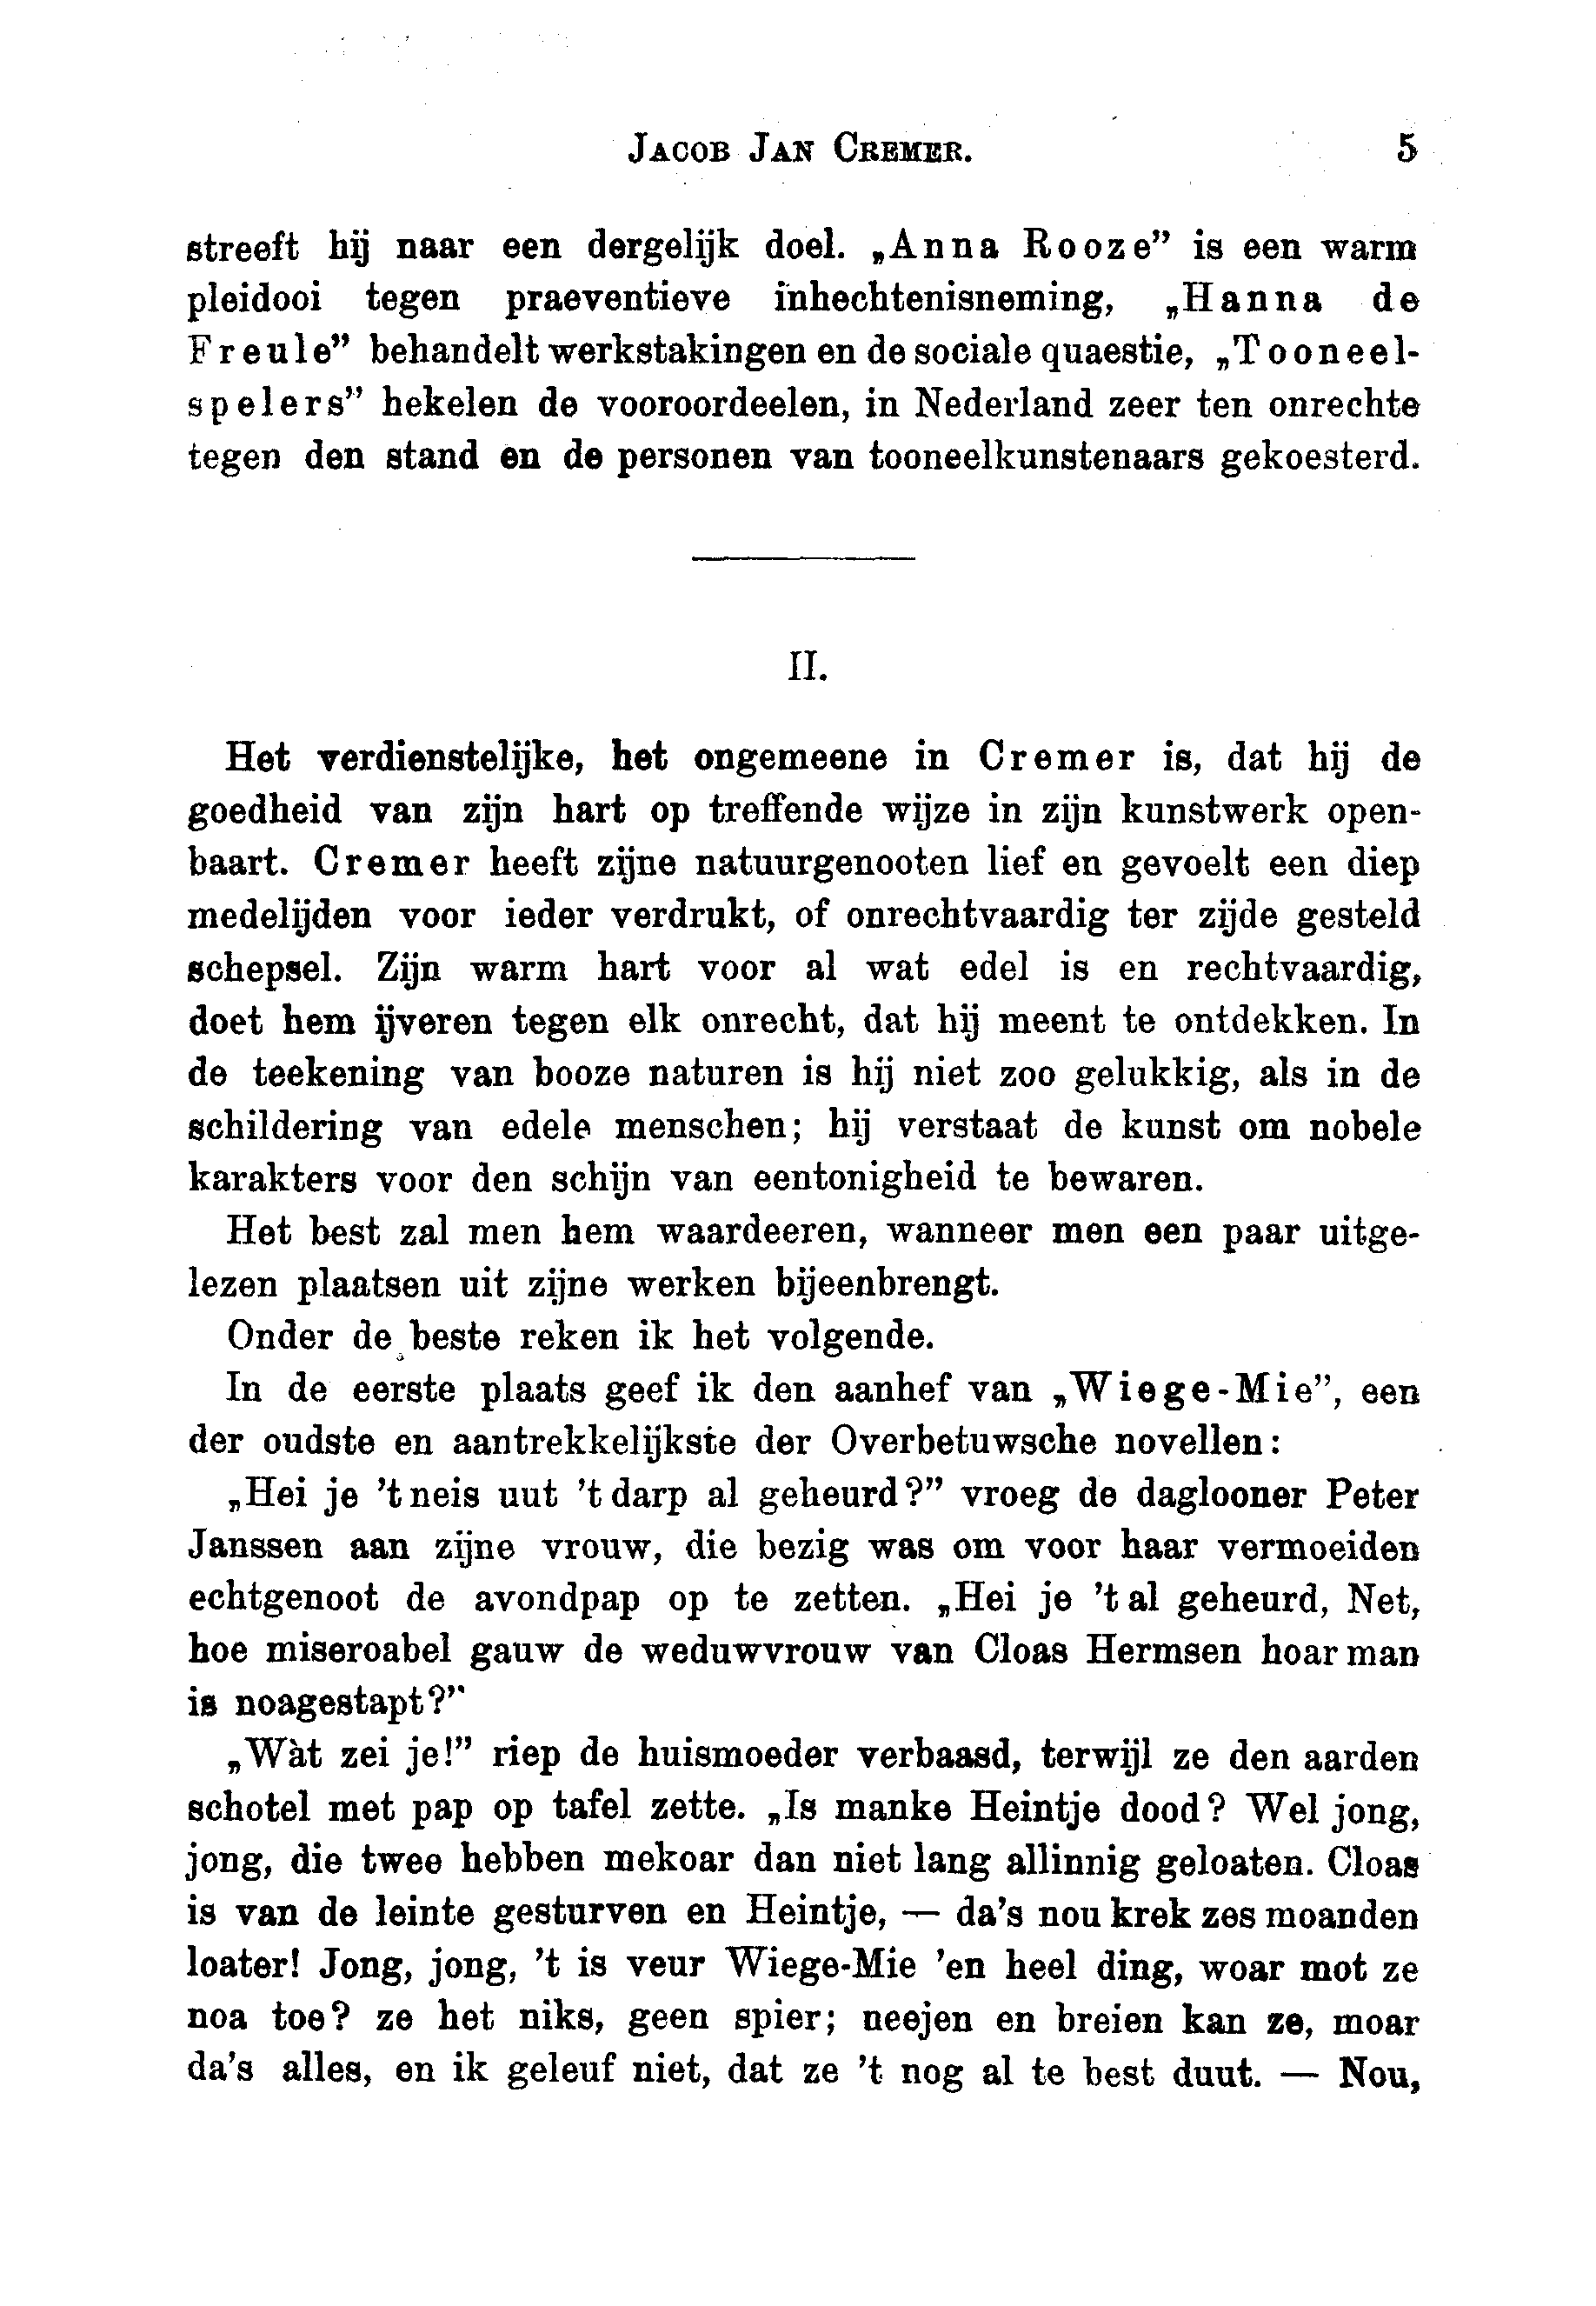 JACOB JAN CREMER. 5
streeft hij naar een dergelijk doel. „Anna Rooze” is een warm
pleidooi tegen praeventieve inhechtenisneming, „Hanna de
Freule” behandelt werkstakingen en de sociale quaestie, „Tooneel-
spelers” hekelen de vooroordeelen, in Nederland zeer ten onrechte
tegen den stand en de personen van tooneelkunstenaars gekoesterd.
II.
Het verdienstelijke, het ongemeene in Cremer is, dat hij de
goedheid van zijn hart op treffende wijze in zijn kunstwerk open-
baart. Cremer heeft zijne natuurgenooten lief en gevoelt een diep
medelijden voor ieder verdrukt, of onrechtvaardig ter zijde gesteld
schepsel. Zijn warm hart voor al wat edel is en rechtvaardig,
doet hem ijveren tegen elk onrecht, dat hij meent te ontdekken. In
de teekening van booze naturen is hij niet zoo gelukkig, als in de
schildering van edele menschen; hij verstaat de kunst om nobele
karakters voor den schijn van eentonigheid te bewaren.
Het best zal men hem waardeeren, wanneer men een paar uitge-
lezen plaatsen uit zijne werken bijeenbrengt.
Onder de beste reken ik het volgende.
In de eerste plaats geef ik den aanhef van „Wiege-Mie”, een
der oudste en aantrekkelijkste der Overbetuwsche novellen:
„Hei je ’t neis uut ’t darp al geheurd?” vroeg de daglooner Peter
Janssen aan zijne vrouw, die bezig was om voor haar vermoeiden
echtgenoot de avondpap op te zetten. „Hei je ’t al geheurd, Net,
hoe miseroabel gauw de weduwvrouw van Cloas Hermsen hoar man
is noagestapt?”
„Wàt zei je!” riep de huismoeder verbaasd, terwijl ze den aarden
schotel met pap op tafel zette. „Is manke Heintje dood? Wel jong,
jong, die twee hebben mekoar dan niet lang allinnig geloaten. Cloas
is van de leinte gesturven en Heintje, — da’s nou krek zes moanden
loater! Jong, jong, ’t is veur Wiege-Mie ’en heel ding, woar mot ze
noa toe? ze het niks, geen spier; neejen en breien kan ze, moar
da’s alles, en ik geleuf niet, dat ze ’t nog al te best duut. — Nou,